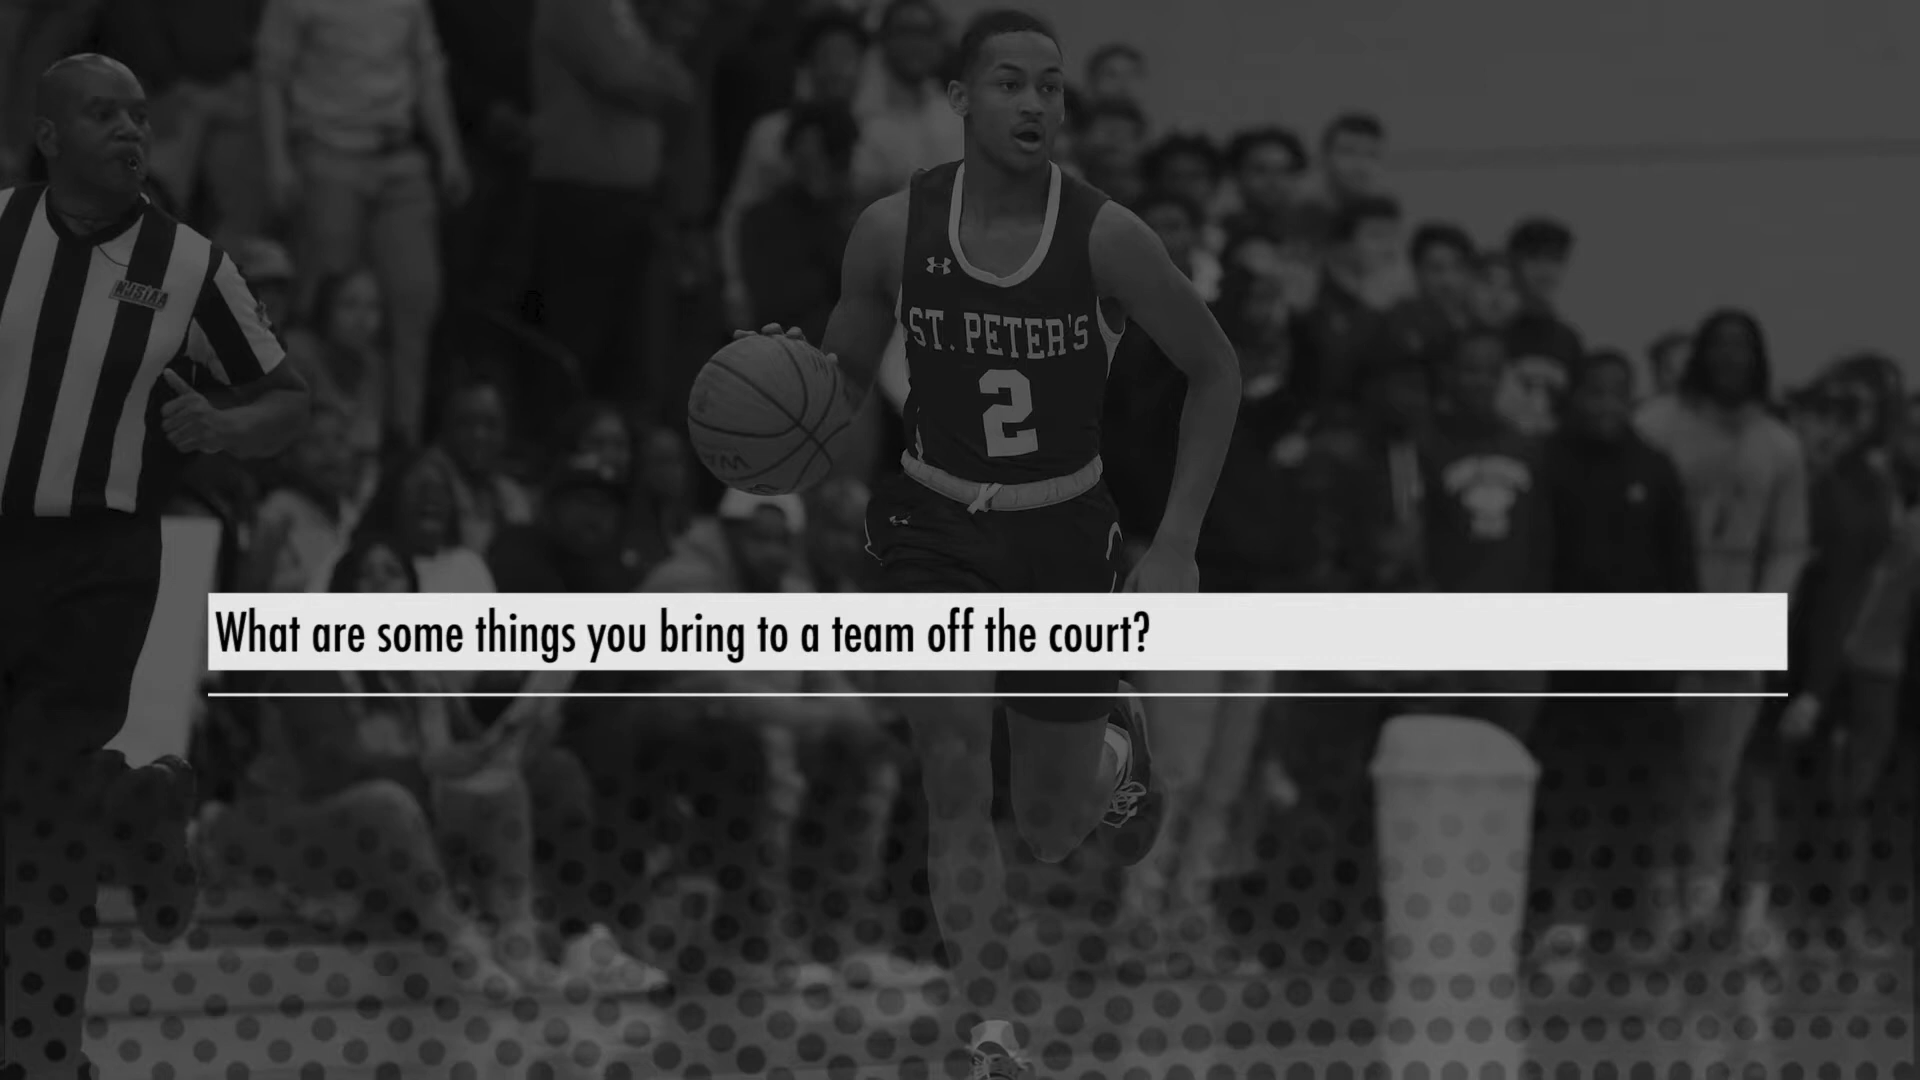 NJSIAA
ST. PETER'S
2
What are some things you bring to a team off the court?